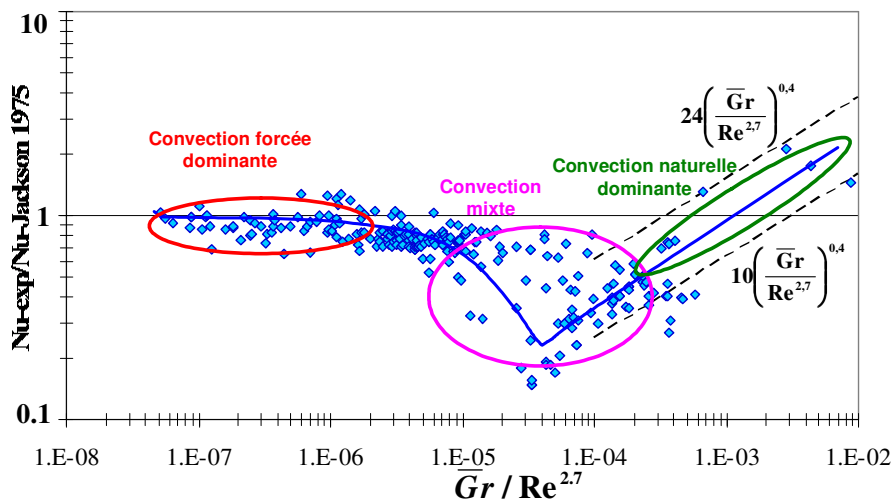 10
1
0.1
Nu-exp/Nu-Jackson 1975
Convection forcée
dominante
Convection
mixte
Convection naturelle
dominante
24(Gr̅/Re^2,7)^0,4
10(Gr̅/Re^2,7)^0,4
1.E-08 1.E-07 1.E-06 1.E-05 1.E-04 1.E-03 1.E-02
G̅r / Re^2.7